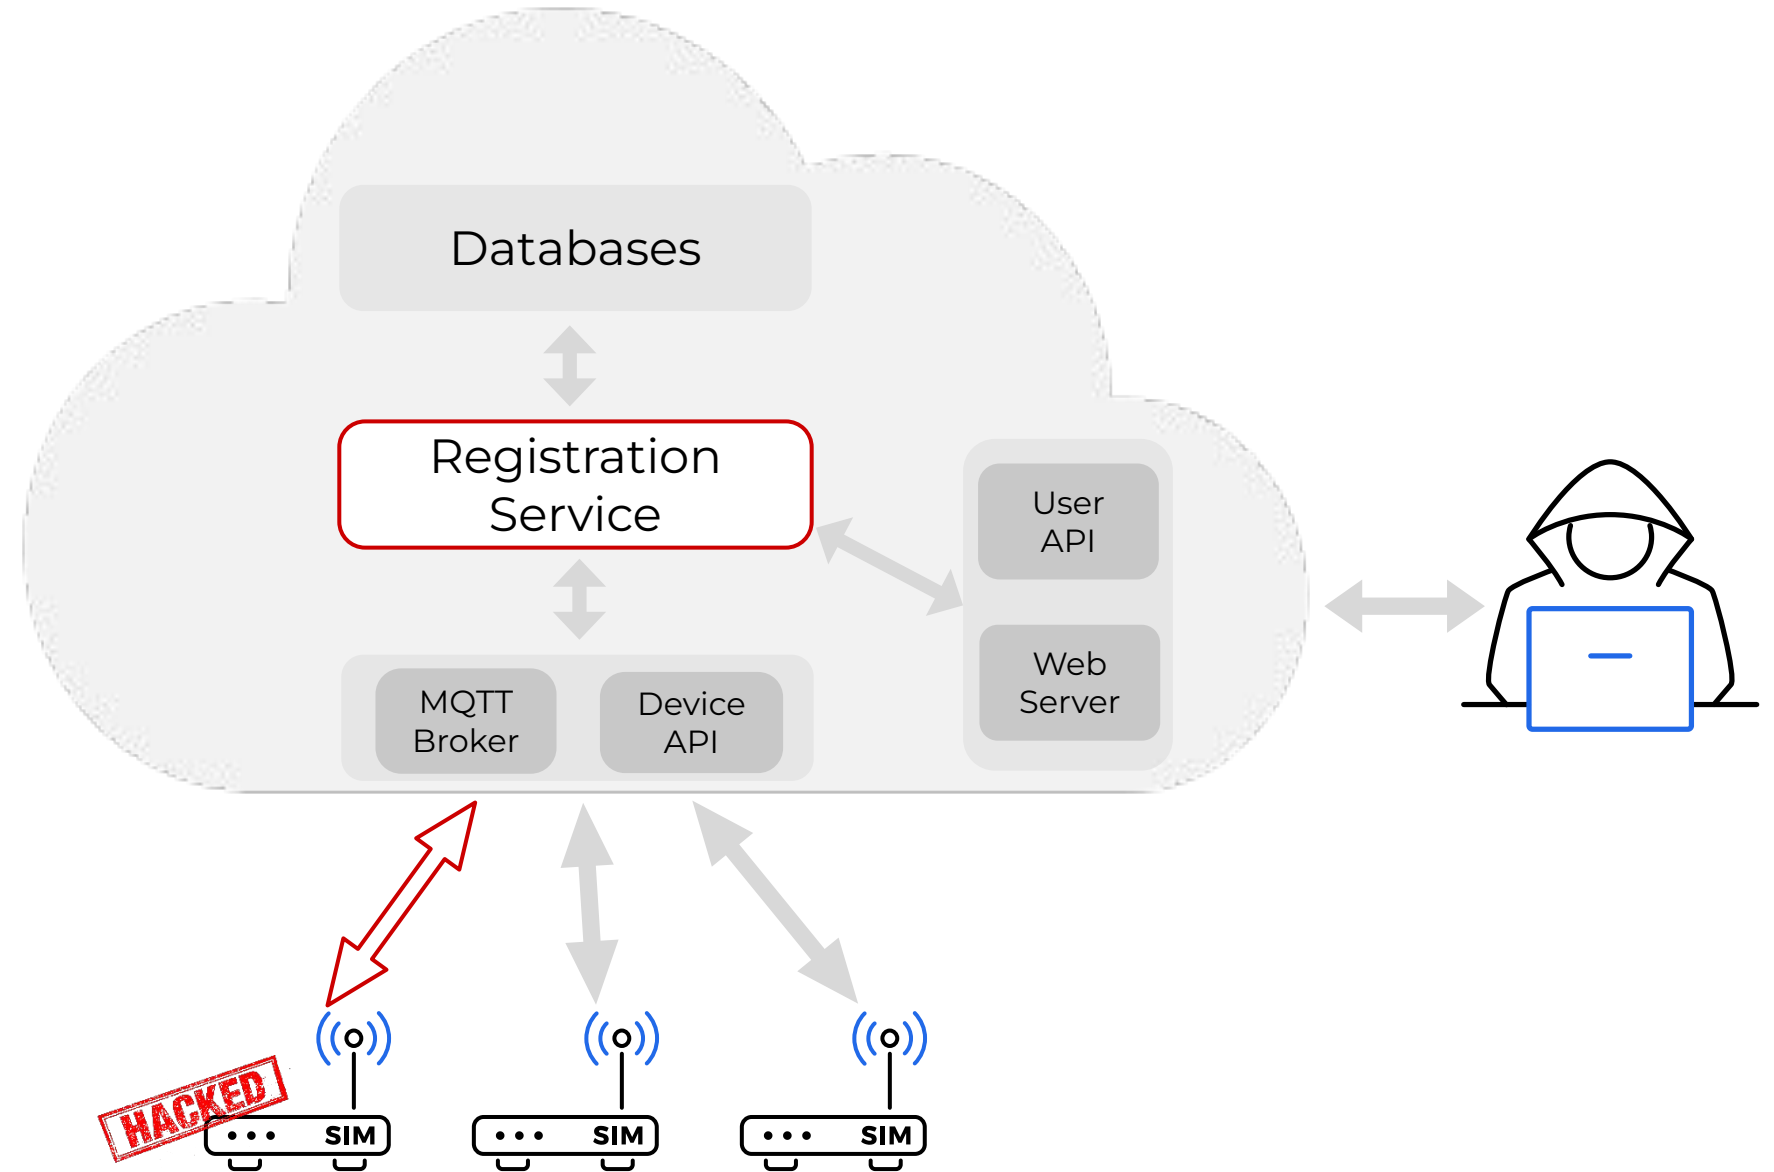 Databases
Registration
Service
User
API
Web
Server
MQTT
Broker
Device
API
HACKED
SIM
SIM
SIM